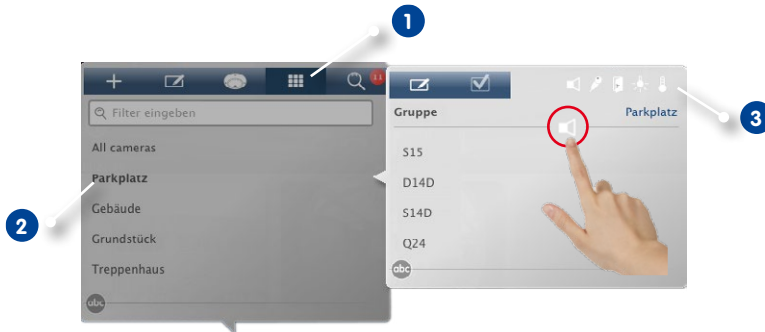 1
11
Filter eingeben
All cameras
Parkplatz
Gebäude
Grundstück
Treppenhaus
abc
2
Gruppe Parkplatz
S15
D14D
S14D
Q24
abc
3